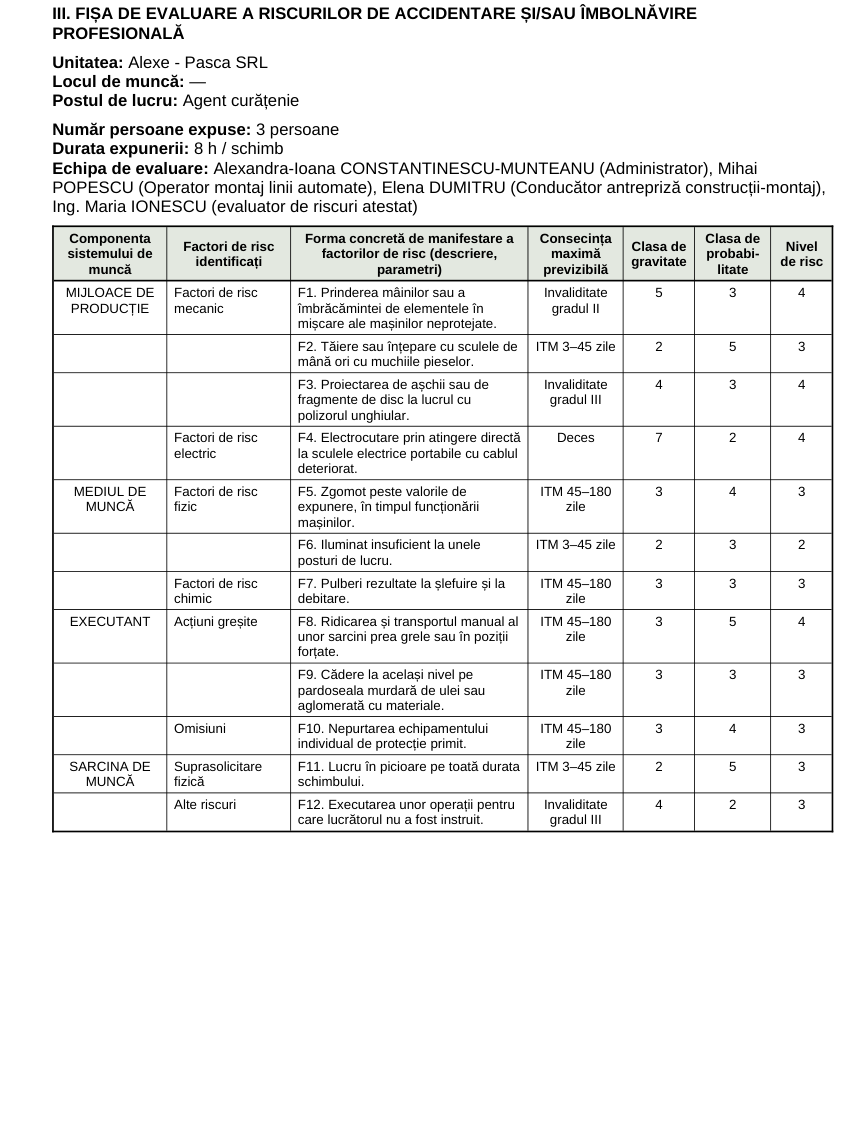 III. FIȘA DE EVALUARE A RISCURILOR DE ACCIDENTARE ȘI/SAU ÎMBOLNĂVIRE
PROFESIONALĂ
Unitatea: Alexe - Pasca SRL
Locul de muncă: —
Postul de lucru: Agent curățenie
Număr persoane expuse: 3 persoane
Durata expunerii: 8 h / schimb
Echipa de evaluare: Alexandra-Ioana CONSTANTINESCU-MUNTEANU (Administrator), Mihai
POPESCU (Operator montaj linii automate), Elena DUMITRU (Conducător antrepriză construcții-montaj),
Ing. Maria IONESCU (evaluator de riscuri atestat)
Componenta sistemului de muncă | Factori de risc identificați | Forma concretă de manifestare a factorilor de risc (descriere, parametri) | Consecința maximă previzibilă | Clasa de gravitate | Clasa de probabi-litate | Nivel de risc
MIJLOACE DE PRODUCȚIE | Factori de risc mecanic | F1. Prinderea mâinilor sau a îmbrăcămintei de elementele în mișcare ale mașinilor neprotejate. | Invaliditate gradul II | 5 | 3 | 4
F2. Tăiere sau înțepare cu sculele de mână ori cu muchiile pieselor. | ITM 3–45 zile | 2 | 5 | 3
F3. Proiectarea de așchii sau de fragmente de disc la lucrul cu polizorul unghiular. | Invaliditate gradul III | 4 | 3 | 4
Factori de risc electric | F4. Electrocutare prin atingere directă la sculele electrice portabile cu cablul deteriorat. | Deces | 7 | 2 | 4
MEDIUL DE MUNCĂ | Factori de risc fizic | F5. Zgomot peste valorile de expunere, în timpul funcționării mașinilor. | ITM 45–180 zile | 3 | 4 | 3
F6. Iluminat insuficient la unele posturi de lucru. | ITM 3–45 zile | 2 | 3 | 2
Factori de risc chimic | F7. Pulberi rezultate la șlefuire și la debitare. | ITM 45–180 zile | 3 | 3 | 3
EXECUTANT | Acțiuni greșite | F8. Ridicarea și transportul manual al unor sarcini prea grele sau în poziții forțate. | ITM 45–180 zile | 3 | 5 | 4
F9. Cădere la același nivel pe pardoseala murdară de ulei sau aglomerată cu materiale. | ITM 45–180 zile | 3 | 3 | 3
Omisiuni | F10. Nepurtarea echipamentului individual de protecție primit. | ITM 45–180 zile | 3 | 4 | 3
SARCINA DE MUNCĂ | Suprasolicitare fizică | F11. Lucru în picioare pe toată durata schimbului. | ITM 3–45 zile | 2 | 5 | 3
Alte riscuri | F12. Executarea unor operații pentru care lucrătorul nu a fost instruit. | Invaliditate gradul III | 4 | 2 | 3